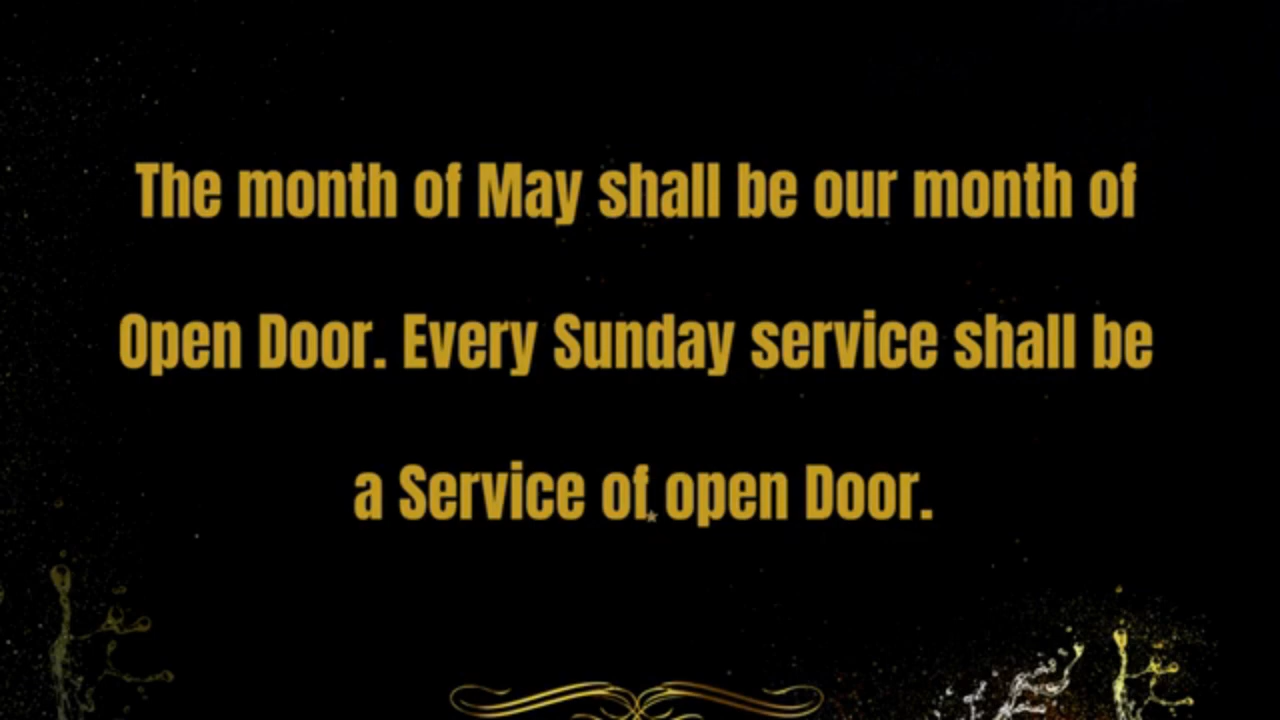 The month of May shall be our month of
Open Door. Every Sunday service shall be
a Service of open Door.